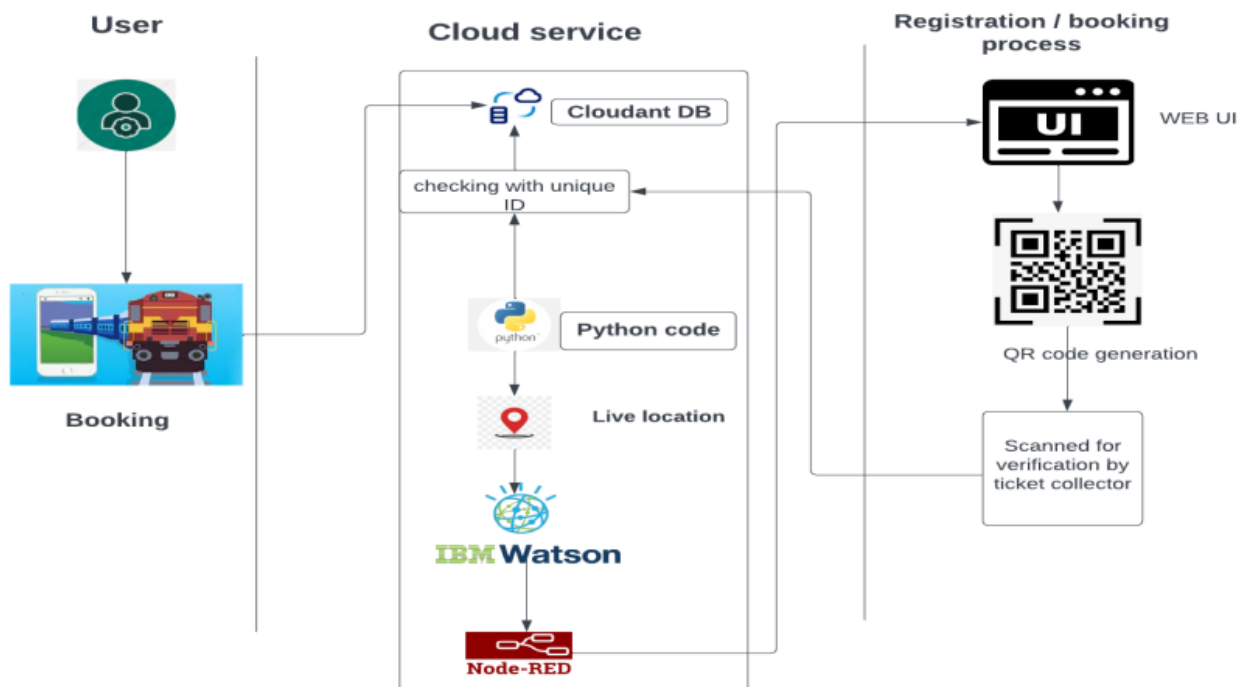 User
Cloud service
Registration / booking
process
Cloudant DB
UI
WEB UI
checking with unique
ID
python
Python code
QR code generation
Booking
Live location
Scanned for
verification by
ticket collector
IBM Watson
Node-RED